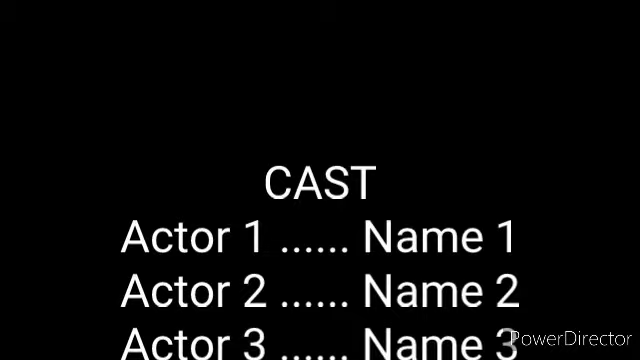 CAST
Actor 1 ...... Name 1
Actor 2 ...... Name 2
Actor 3 ...... Name 3
PowerDirector